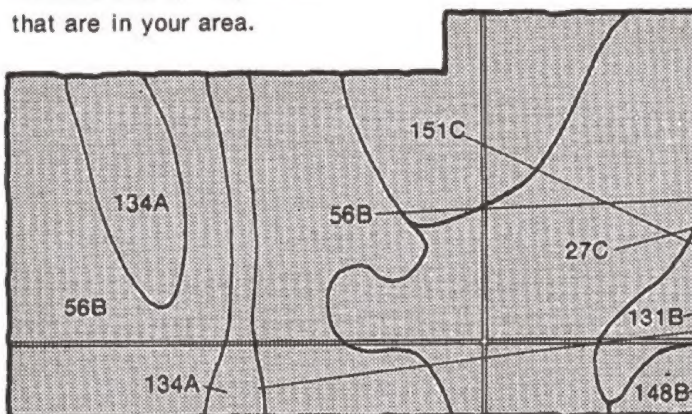 that are in your area.
151C
134A
56B
27C
56B
131B
134A
148B